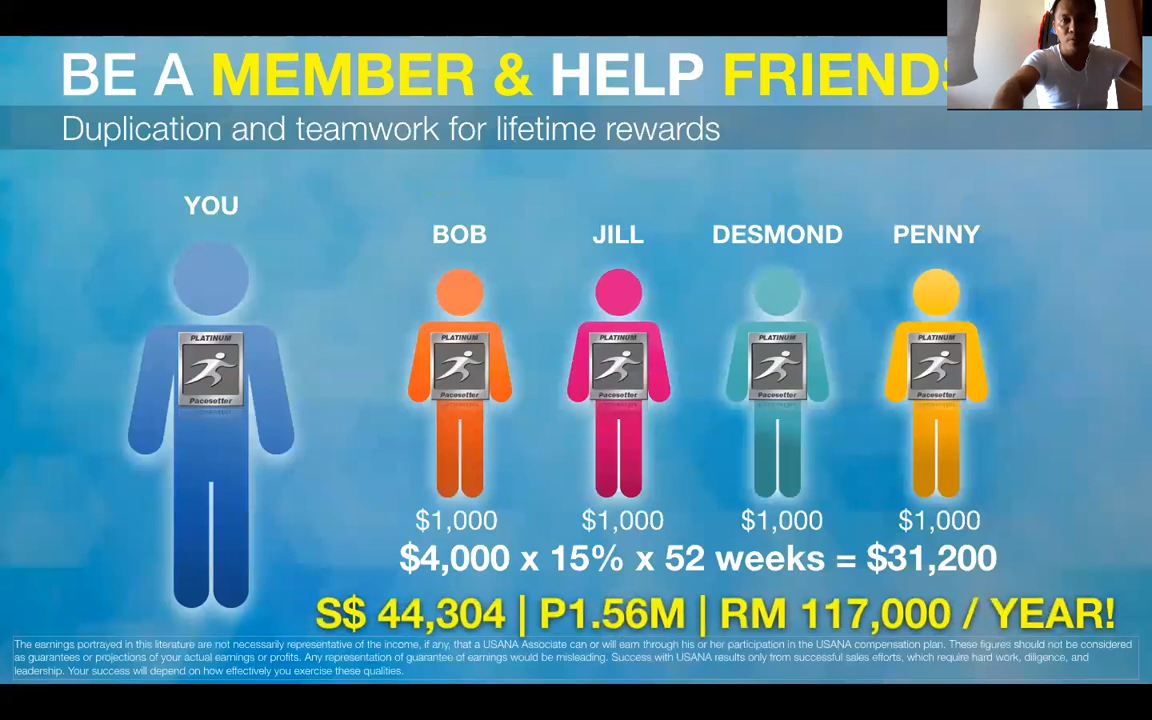 BE A MEMBER & HELP FRIENDS
Duplication and teamwork for lifetime rewards
YOU
BOB
JILL
DESMOND
PENNY
PLATINUM
Pacesetter
PLATINUM
Pacesetter
PLATINUM
Pacesetter
PLATINUM
Pacesetter
PLATINUM
Pacesetter
$1,000
$1,000
$1,000
$1,000
$4,000 x 15% x 52 weeks = $31,200
S$ 44,304 | P1.56M | RM 117,000 / YEAR!
The earnings portrayed in this literature are not necessarily representative of the income, if any, that a USANA Associate can or will earn through his or her participation in the USANA compensation plan. These figures should not be considered
as guarantees or projections of your actual earnings or profits. Any representation of guarantee of earnings would be misleading. Success with USANA results only from successful sales efforts, which require hard work, diligence, and
leadership. Your success will depend on how effectively you exercise these qualities.